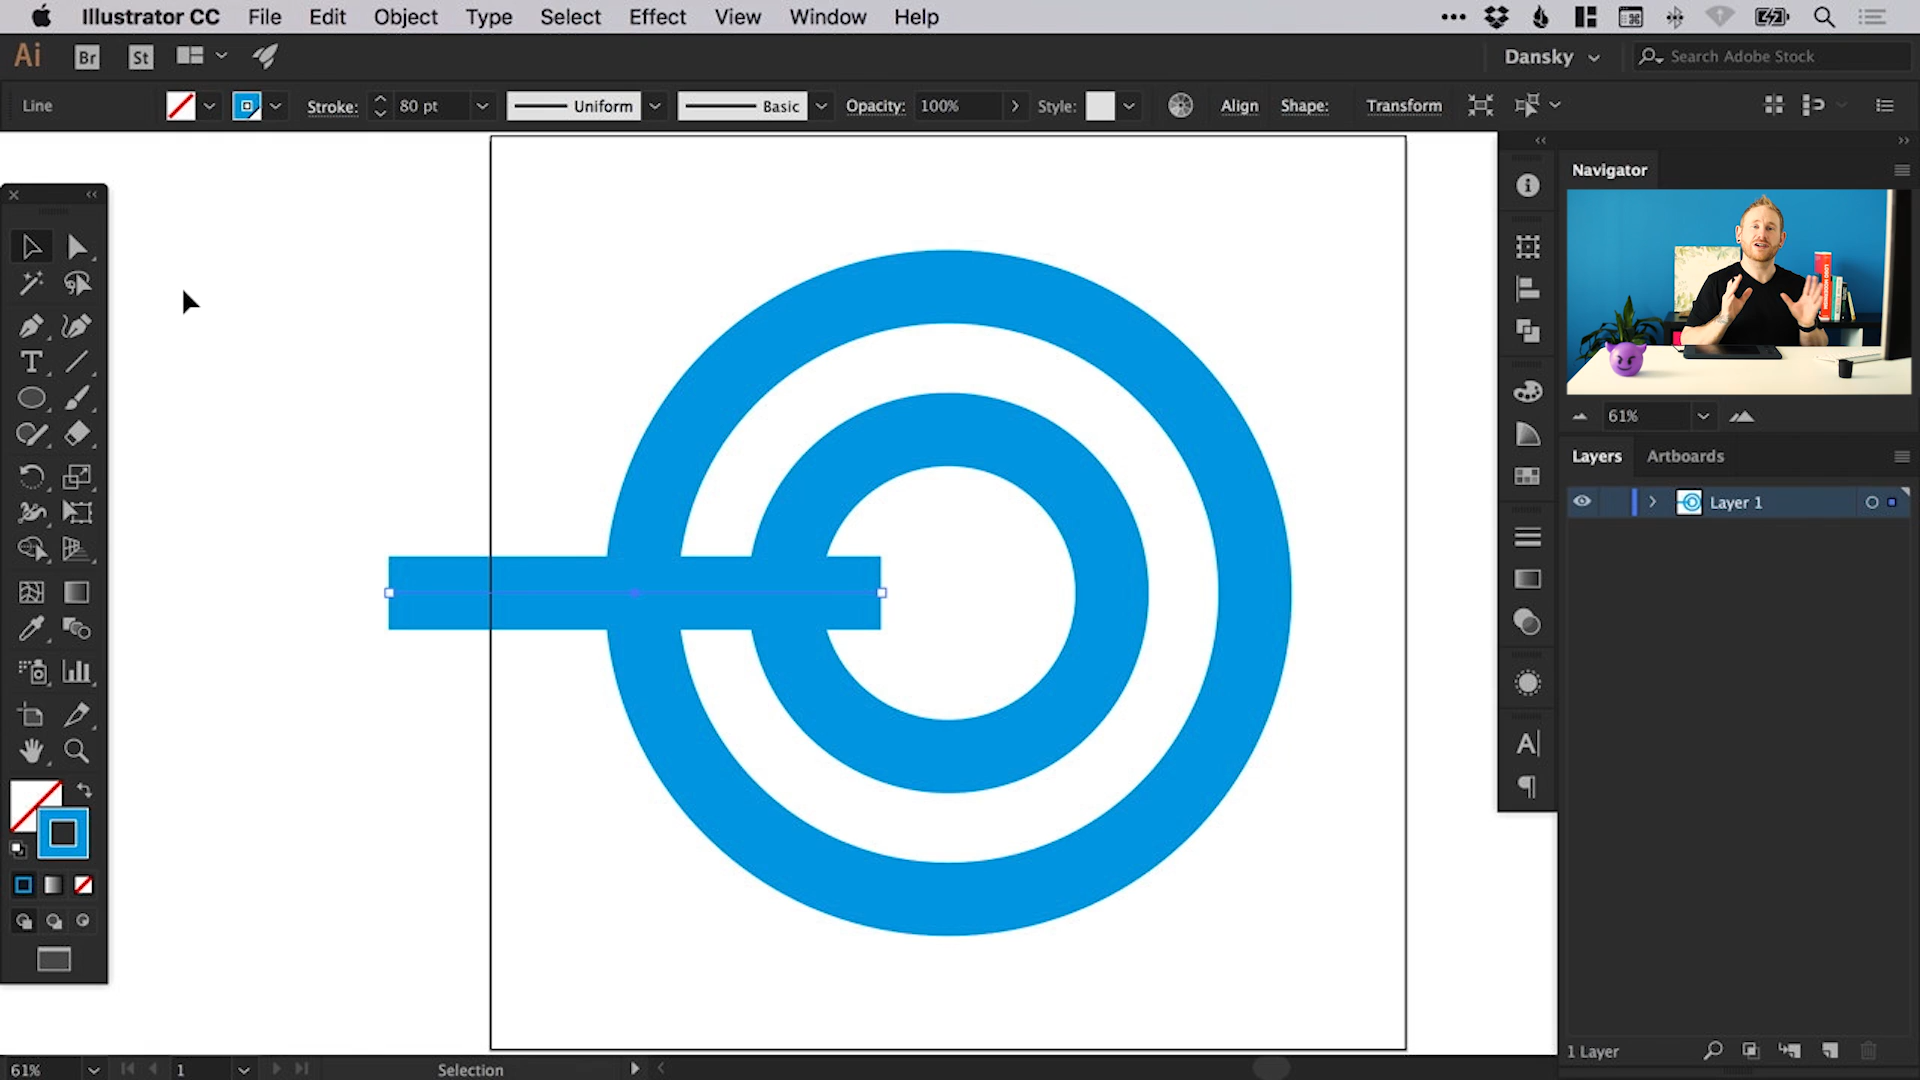 Illustrator CC File Edit Object Type Select Effect View Window Help
Ai Br St Dansky Search Adobe Stock
Line Stroke: 80 pt Uniform Basic Opacity: 100% Style: Align Shape: Transform
Navigator
61%
Layers Artboards
Layer 1
1 Layer
61% 1 Selection